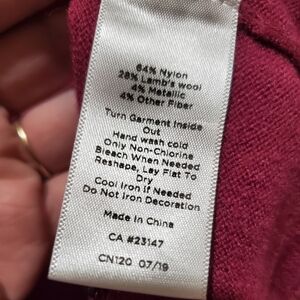 64% Nylon
28% Lamb's wool
4% Metallic
4% Other Fiber
Turn Garment Inside
Out
Hand wash cold
Only Non-Chlorine
Bleach When Needed
Reshape, Lay Flat To
Dry
Cool Iron If Needed
Do Not Iron Decoration
Made In China
CA #23147
CN120 07/19